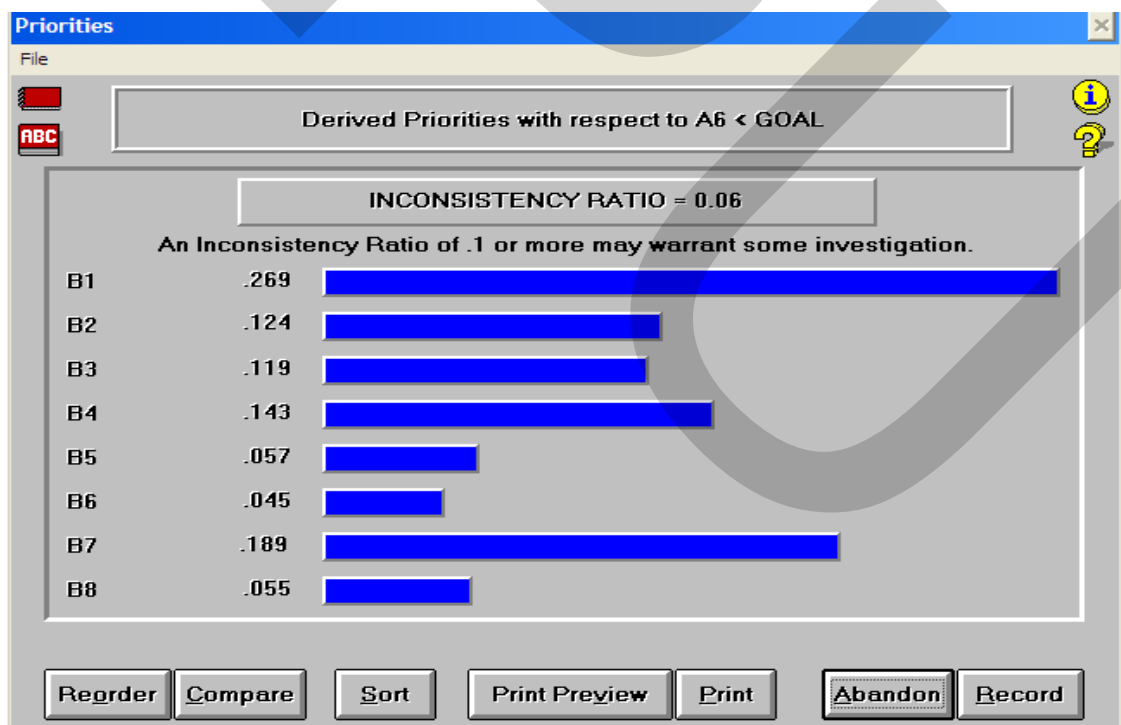 Priorities
File
ABC
Derived Priorities with respect to A6 < GOAL
INCONSISTENCY RATIO = 0.06
An Inconsistency Ratio of .1 or more may warrant some investigation.
B1 .269
B2 .124
B3 .119
B4 .143
B5 .057
B6 .045
B7 .189
B8 .055
Reorder Compare Sort Print Preview Print Abandon Record